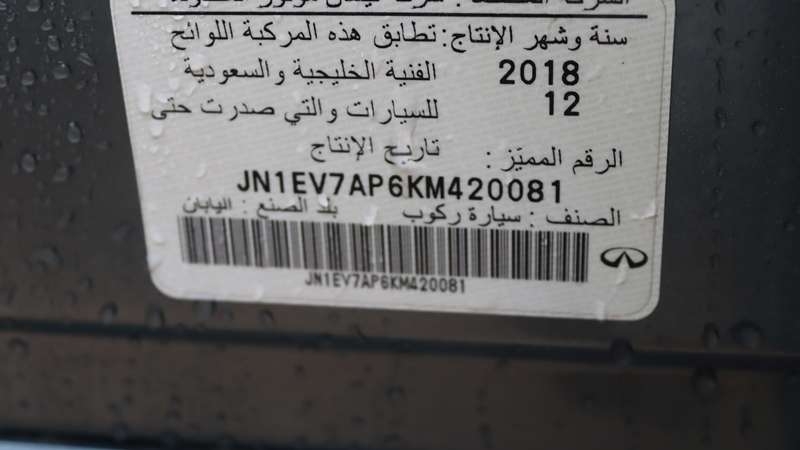 سنة وشهر الإنتاج: تطابق هذه المركبة اللوائح
2018 الفنية الخليجية والسعودية
12 للسيارات والتي صدرت حتى
تاريخ الإنتاج
الرقم المميّز :
JN1EV7AP6KM420081
الصنف : سيارة ركوب بلد الصنع : اليابان
JN1EV7AP6KM420081